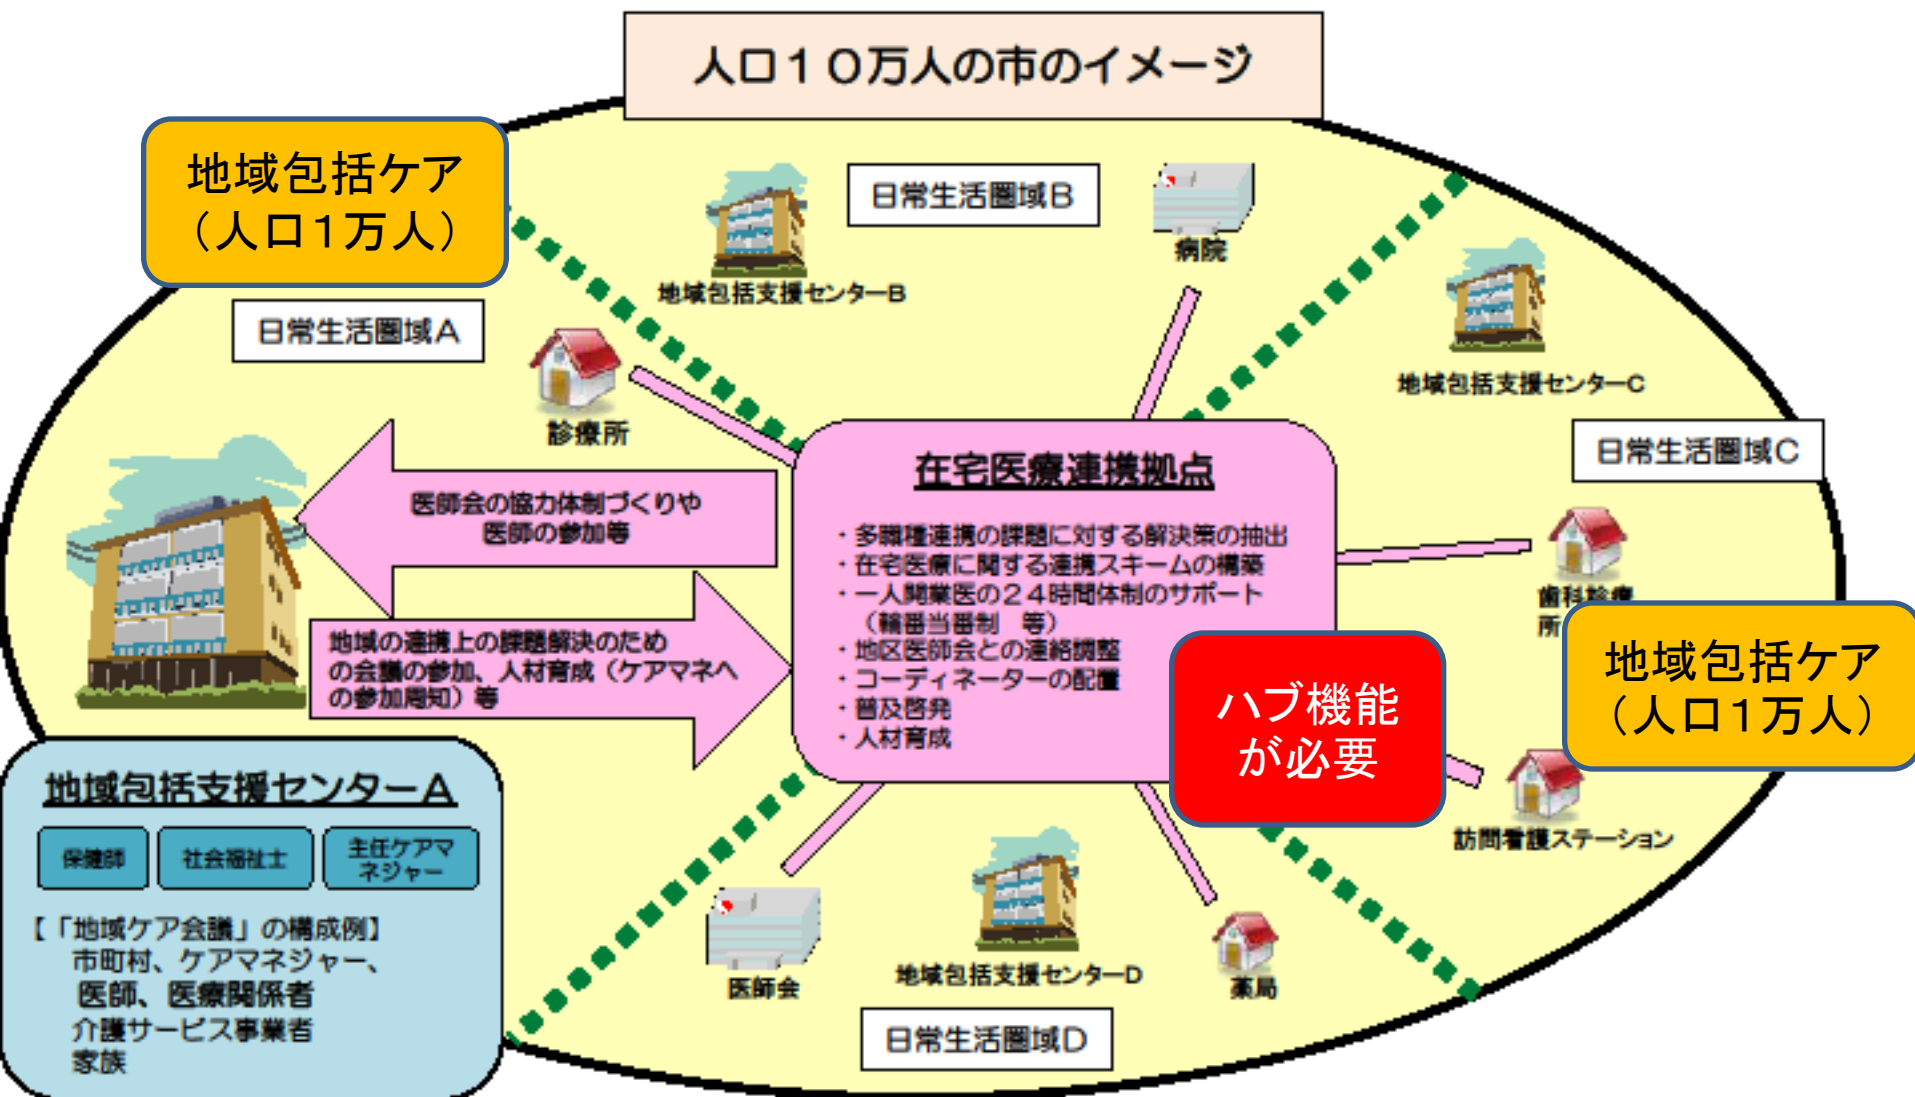 人口１０万人の市のイメージ
地域包括ケア
（人口１万人）
日常生活圏域Ｂ
病院
地域包括支援センターＢ
日常生活圏域Ａ
診療所
地域包括支援センターＣ
日常生活圏域Ｃ
医師会の協力体制づくりや
医師の参加等
地域の連携上の課題解決のため
の会議の参加、人材育成（ケアマネへ
の参加周知）等
在宅医療連携拠点
・多職種連携の課題に対する解決策の抽出
・在宅医療に関する連携スキームの構築
・一人開業医の２４時間体制のサポート
（輪番当番制　等）
・地区医師会との連絡調整
・コーディネーターの配置
・普及啓発
・人材育成
ハブ機能
が必要
歯科診療
所
地域包括ケア
（人口１万人）
訪問看護ステーション
地域包括支援センターＡ
保健師
社会福祉士
主任ケアマ
ネジャー
【「地域ケア会議」の構成例】
市町村、ケアマネジャー、
医師、医療関係者
介護サービス事業者
家族
医師会
地域包括支援センターＤ
薬局
日常生活圏域Ｄ